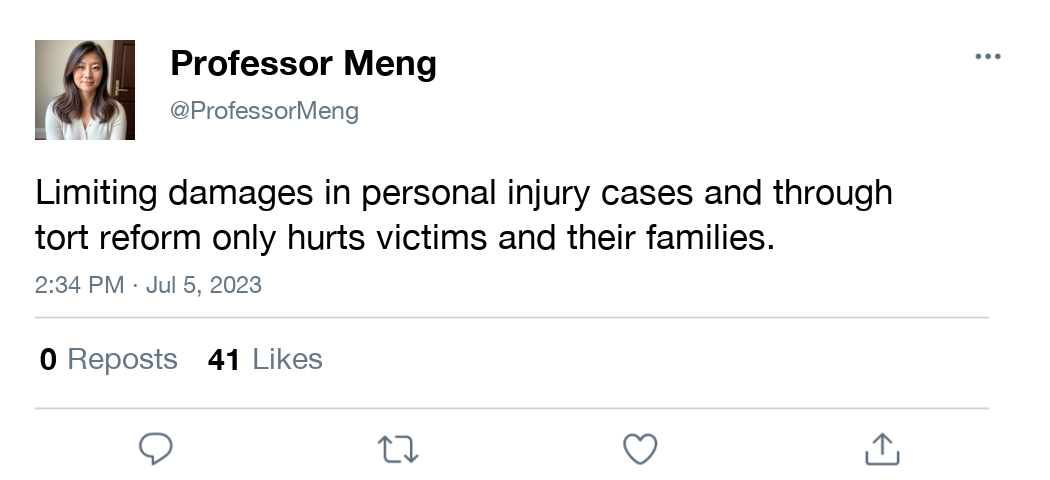 Professor Meng
@ProfessorMeng
Limiting damages in personal injury cases and through
tort reform only hurts victims and their families.
2:34 PM · Jul 5, 2023
0 Reposts 41 Likes